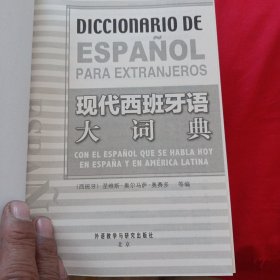 DICCIONARIO DE
ESPAÑOL
PARA EXTRANJEROS
现代西班牙语
大词典
CON EL ESPAÑOL QUE SE HABLA HOY
EN ESPAÑA Y EN AMÉRICA LATINA
(西班牙)
等编
外语教学与研究出版社
北京